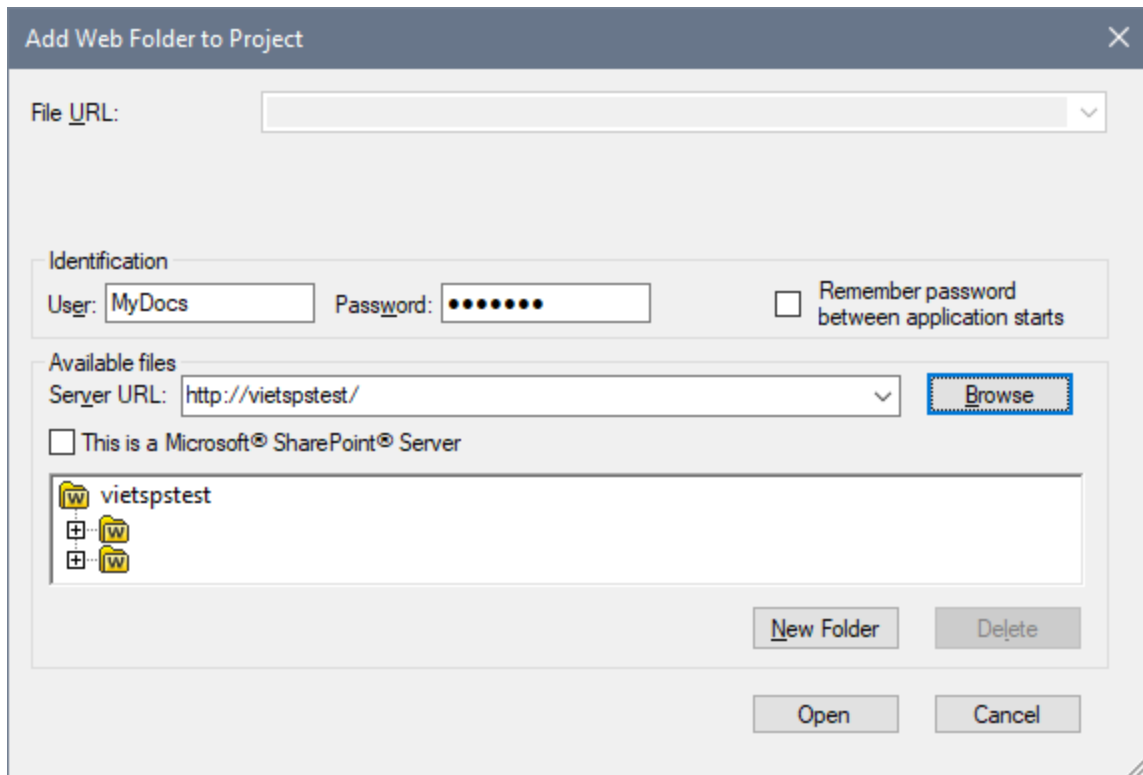 Add Web Folder to Project
File URL:
Identification
User: MyDocs Password: ●●●●●●● Remember password
between application starts
Available files
Server URL: http://vietspstest/ Browse
This is a Microsoft® SharePoint® Server
vietspstest
New Folder Delete
Open Cancel